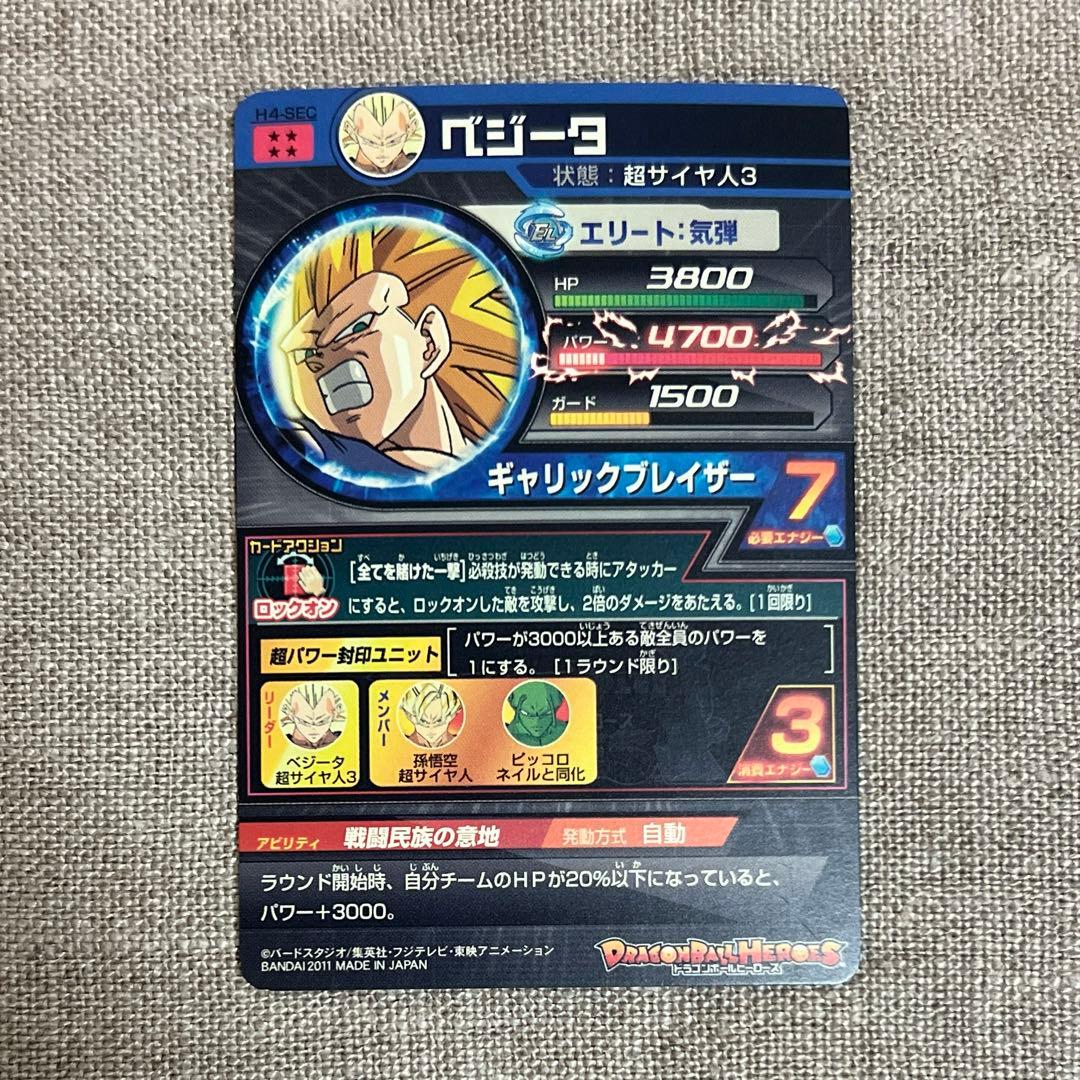 H4-SEC
ベジータ
状態：超サイヤ人3
EL エリート：気弾
HP 3800
パワー 4700
ガード 1500
ギャリックブレイザー 7
必要エナジー
カードアクション
ロックオン
[全てを賭けた一撃]必殺技が発動できる時にアタッカー
にすると、ロックオンした敵を攻撃し、2倍のダメージをあたえる。[1回限り]
超パワー封印ユニット
パワーが3000以上ある敵全員のパワーを
1にする。[1ラウンド限り]
リーダー
ベジータ
超サイヤ人3
メンバー
孫悟空
超サイヤ人
ピッコロ
ネイルと同化
3
消費エナジー
アビリティ 戦闘民族の意地 発動方式 自動
ラウンド開始時、自分チームのHPが20%以下になっていると、
パワー+3000。
©バードスタジオ/集英社・フジテレビ・東映アニメーション
BANDAI 2011 MADE IN JAPAN
DRAGONBALL HEROES
ドラゴンボールヒーローズ